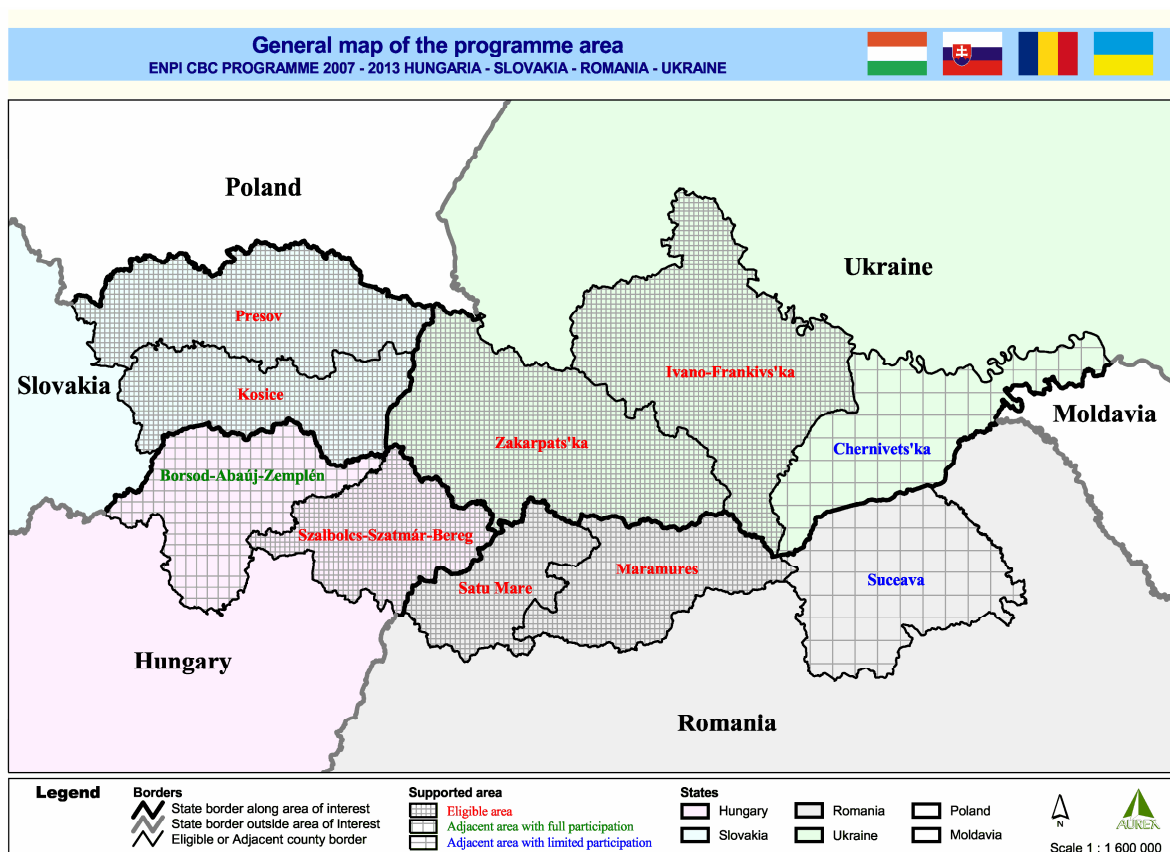 General map of the programme area
ENPI CBC PROGRAMME 2007 - 2013 HUNGARIA - SLOVAKIA - ROMANIA - UKRAINE
Poland
Ukraine
Presov
Ivano-Frankivs'ka
Slovakia
Kosice
Moldavia
Zakarpats'ka
Chernivets'ka
Borsod-Abaúj-Zemplén
Szalbolcs-Szatmár-Bereg
Maramures
Suceava
Satu Mare
Hungary
Romania
Legend
Borders
State border along area of interest
State border outside area of Interest
Eligible or Adjacent county border
Supported area
Eligible area
Adjacent area with full participation
Adjacent area with limited participation
States
Hungary
Romania
Poland
Slovakia
Ukraine
Moldavia
N
AUREX
Scale 1 : 1 600 000